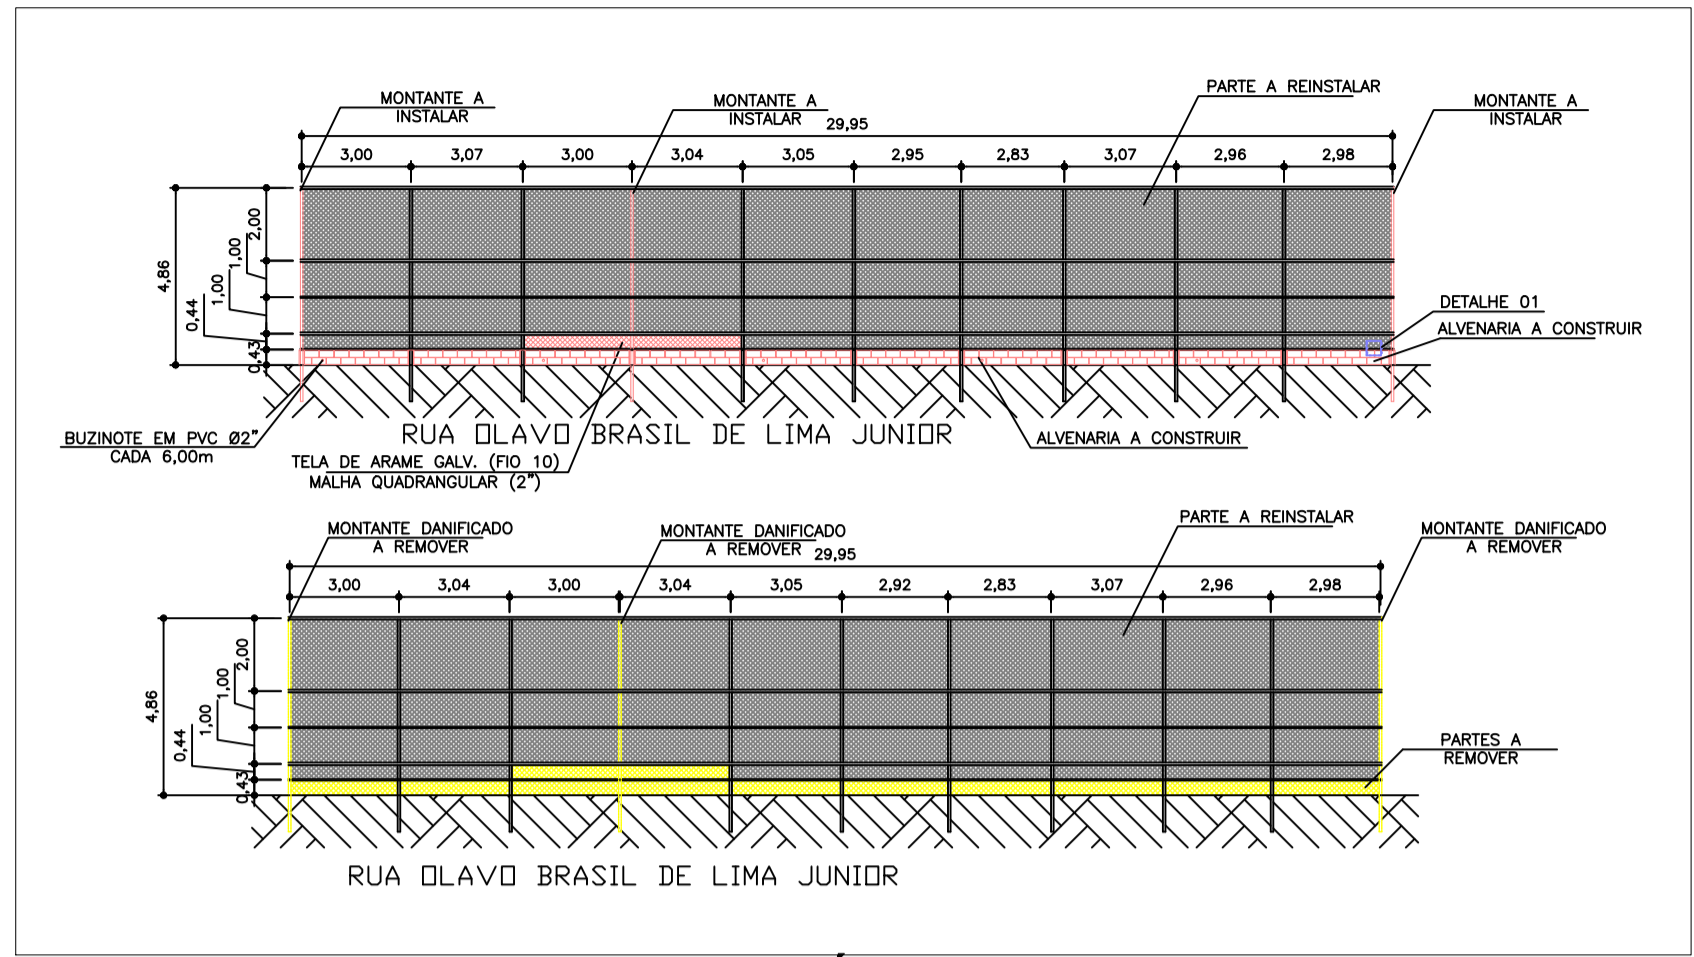 MONTANTE A
INSTALAR
MONTANTE A
INSTALAR
PARTE A REINSTALAR
MONTANTE A
INSTALAR
29,95
3,00 3,07 3,00 3,04 3,05 2,95 2,83 3,07 2,96 2,98
4,86
2,00
1,00
1,00
0,44
0,43
DETALHE 01
ALVENARIA A CONSTRUIR
BUZINOTE EM PVC Ø2"
CADA 6,00m
RUA OLAVO BRASIL DE LIMA JUNIOR
ALVENARIA A CONSTRUIR
TELA DE ARAME GALV. (FIO 10)
MALHA QUADRANGULAR (2")
MONTANTE DANIFICADO
A REMOVER
MONTANTE DANIFICADO
A REMOVER
PARTE A REINSTALAR
MONTANTE DANIFICADO
A REMOVER
29,95
3,00 3,04 3,00 3,04 3,05 2,92 2,83 3,07 2,96 2,98
4,86
2,00
1,00
1,00
0,44
0,43
PARTES A
REMOVER
RUA OLAVO BRASIL DE LIMA JUNIOR